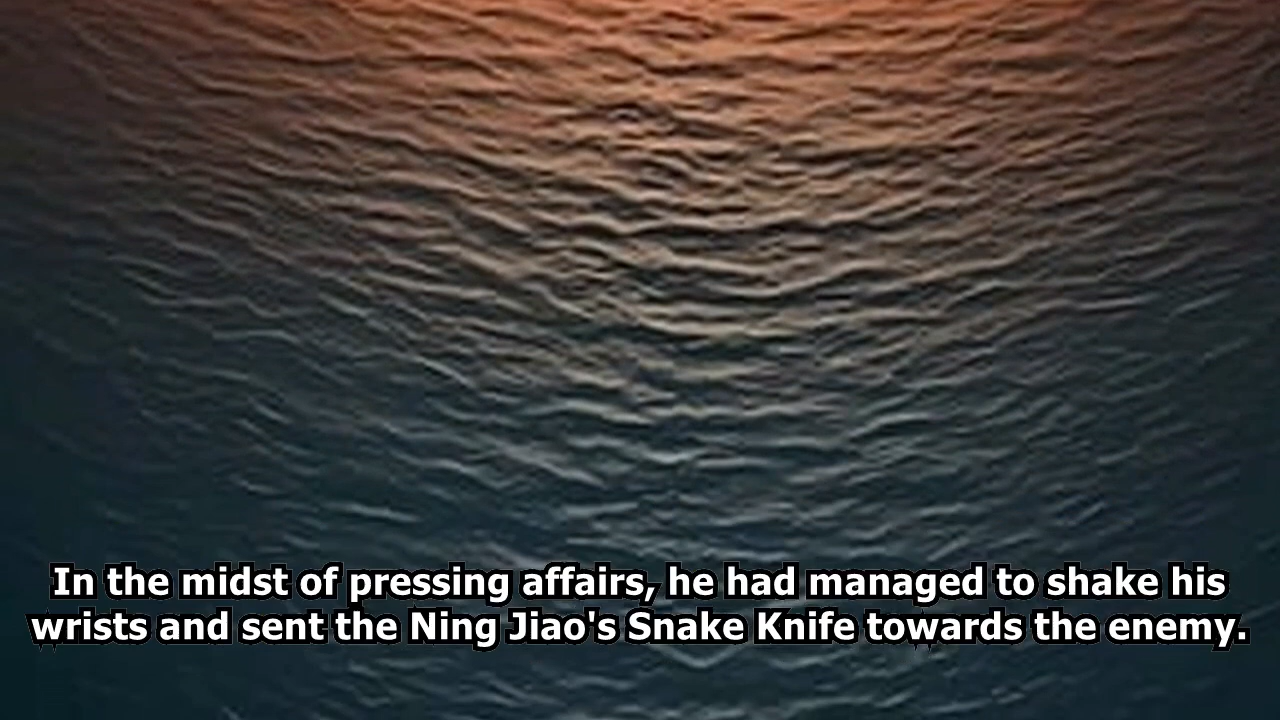 In the midst of pressing affairs, he had managed to shake his
wrists and sent the Ning Jiao's Snake Knife towards the enemy.